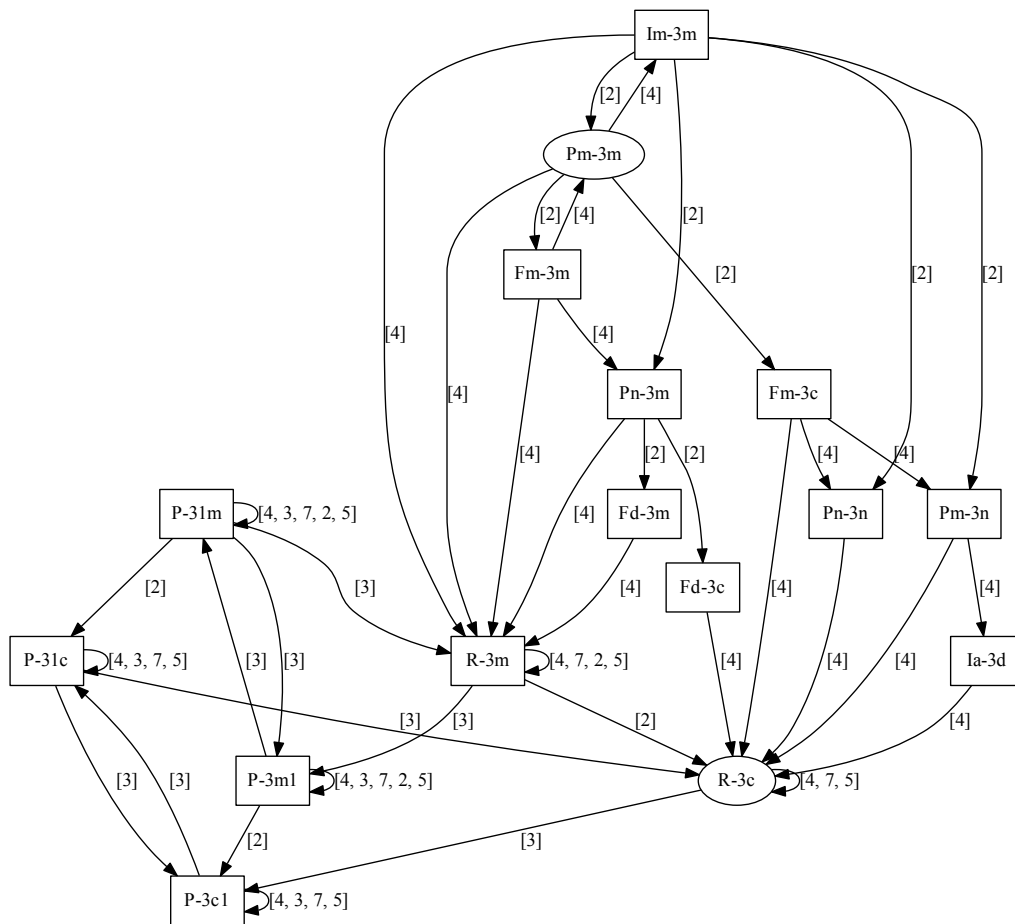 Im-3m
[2]
[4]
Pm-3m
[2]
[4]
[2]
Fm-3m
[2]
[2]
[2]
[4]
[4]
[4]
Pn-3m
Fm-3c
[4]
[2]
[2]
[4]
[4]
P-31m
[4, 3, 7, 2, 5]
[4]
Fd-3m
Pn-3n
Pm-3n
[2]
[3]
[4]
Fd-3c
[4]
[4]
P-31c
[4, 3, 7, 5]
[3]
[3]
R-3m
[4, 7, 2, 5]
[4]
[4]
[4]
Ia-3d
[3]
[3]
[2]
[4]
[3]
[3]
P-3m1
[4, 3, 7, 2, 5]
R-3c
[4, 7, 5]
[2]
[3]
P-3c1
[4, 3, 7, 5]